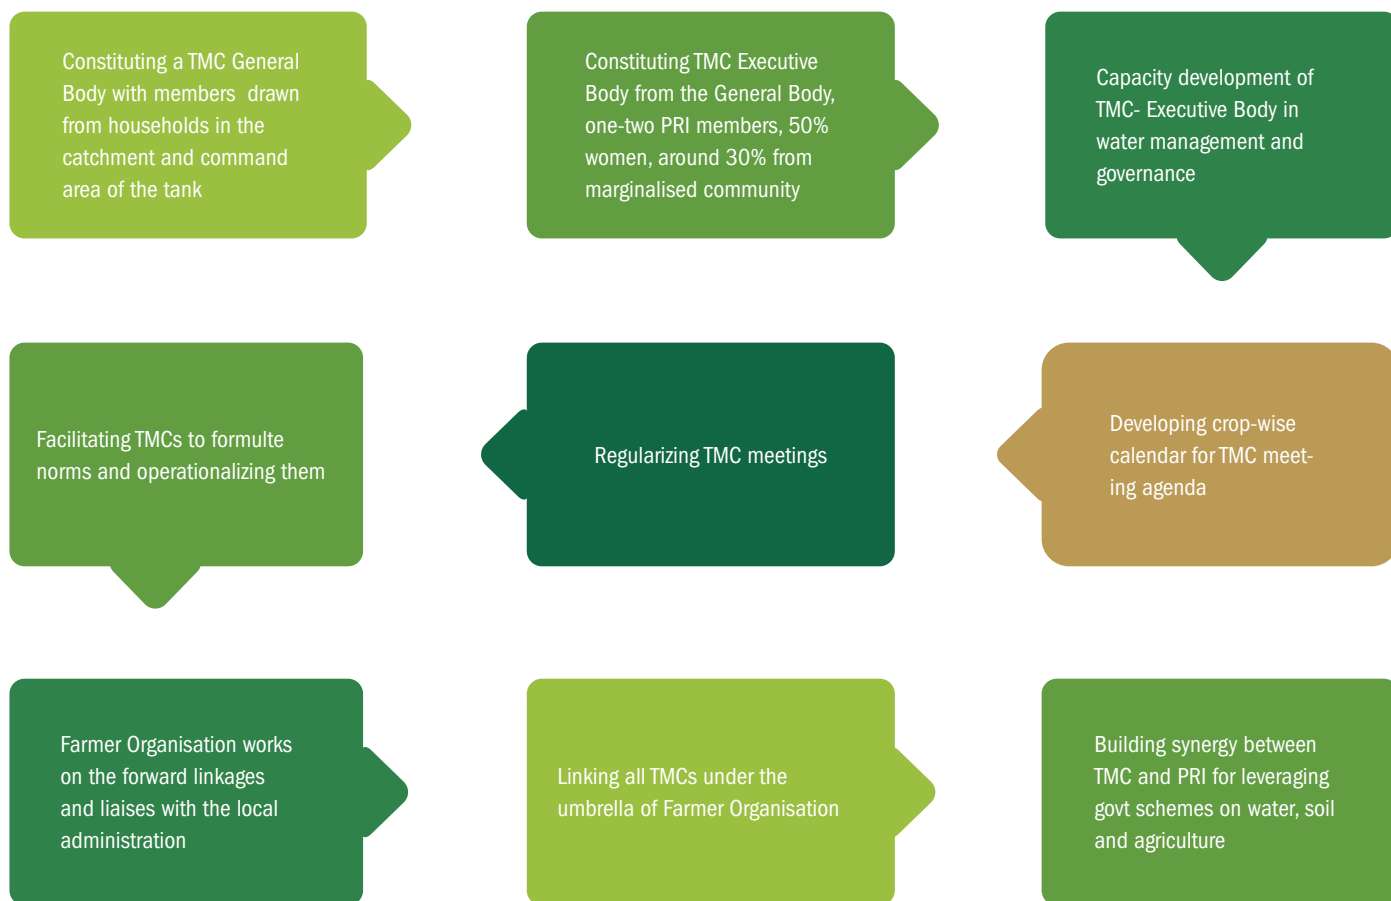 Constituting a TMC General
Body with members drawn
from households in the
catchment and command
area of the tank
Constituting TMC Executive
Body from the General Body,
one-two PRI members, 50%
women, around 30% from
marginalised community
Capacity development of
TMC- Executive Body in
water management and
governance
Developing crop-wise
calendar for TMC meet-
ing agenda
Regularizing TMC meetings
Facilitating TMCs to formulte
norms and operationalizing them
Farmer Organisation works
on the forward linkages
and liaises with the local
administration
Linking all TMCs under the
umbrella of Farmer Organisation
Building synergy between
TMC and PRI for leveraging
govt schemes on water, soil
and agriculture